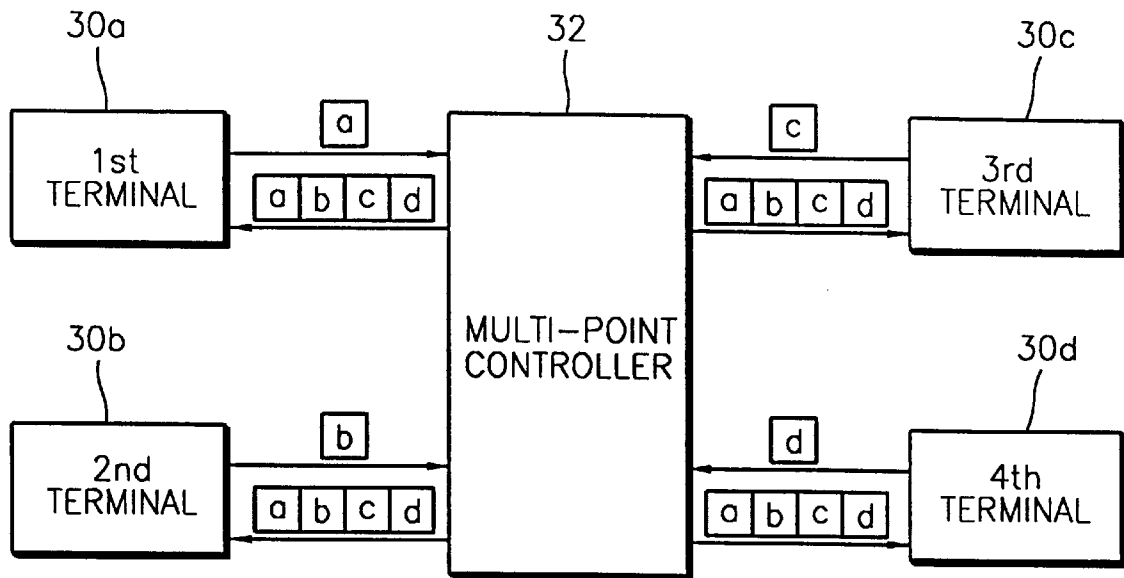 30a
32
30c
a
c
1st
TERMINAL
a b c d
3rd
TERMINAL
a b c d
MULTI-POINT
CONTROLLER
30b
30d
b
d
2nd
TERMINAL
a b c d
4th
TERMINAL
a b c d